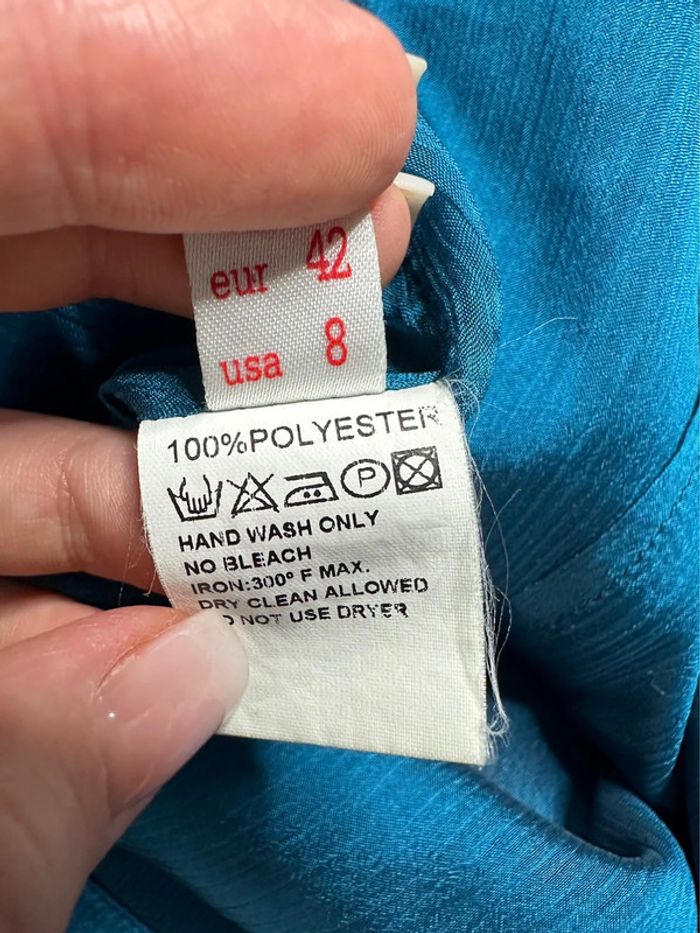 eur 42
usa 8
100%POLYESTER
P
HAND WASH ONLY
NO BLEACH
IRON:300° F MAX.
DRY CLEAN ALLOWED
NOT USE DRYER